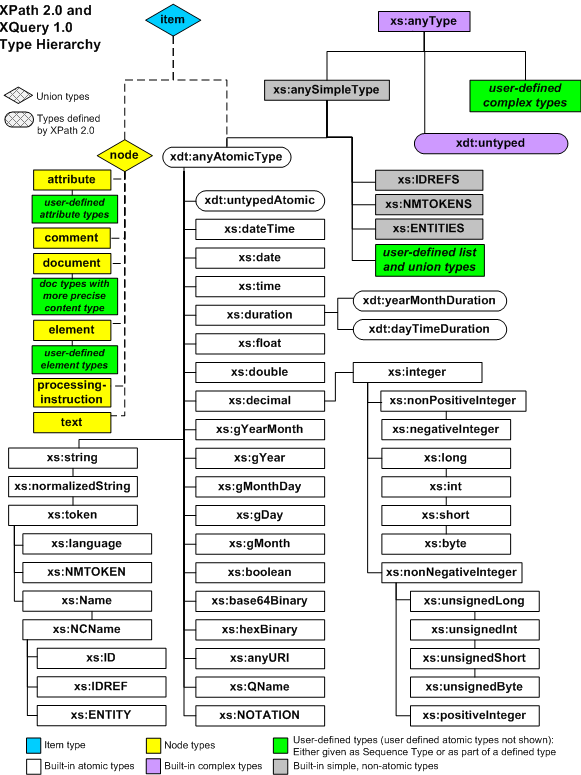 XPath 2.0 and
XQuery 1.0
Type Hierarchy
item
xs:anyType
Union types
Types defined
by XPath 2.0
xs:anySimpleType
user-defined
complex types
xdt:untyped
node
xdt:anyAtomicType
attribute
user-defined
attribute types
comment
document
doc types with
more precise
content type
element
user-defined
element types
processing-
instruction
text
xs:IDREFS
xs:NMTOKENS
xs:ENTITIES
user-defined list
and union types
xdt:untypedAtomic
xs:dateTime
xs:date
xs:time
xs:duration
xdt:yearMonthDuration
xdt:dayTimeDuration
xs:float
xs:double
xs:decimal
xs:gYearMonth
xs:gYear
xs:gMonthDay
xs:gDay
xs:gMonth
xs:boolean
xs:base64Binary
xs:hexBinary
xs:anyURI
xs:QName
xs:NOTATION
xs:integer
xs:nonPositiveInteger
xs:negativeInteger
xs:long
xs:int
xs:short
xs:byte
xs:nonNegativeInteger
xs:unsignedLong
xs:unsignedInt
xs:unsignedShort
xs:unsignedByte
xs:positiveInteger
xs:string
xs:normalizedString
xs:token
xs:language
xs:NMTOKEN
xs:Name
xs:NCName
xs:ID
xs:IDREF
xs:ENTITY
Item type
Node types
User-defined types (user defined atomic types not shown):
Either given as Sequence Type or as part of a defined type
Built-in atomic types
Built-in complex types
Built-in simple, non-atomic types